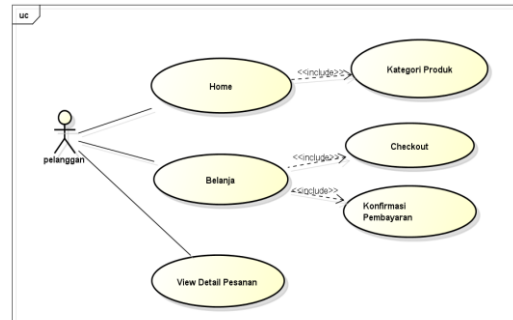 uc
Home
<<include>>
Kategori Produk
pelanggan
Belanja
<<include>>
Checkout
<<include>>
Konfirmasi
Pembayaran
View Detail Pesanan